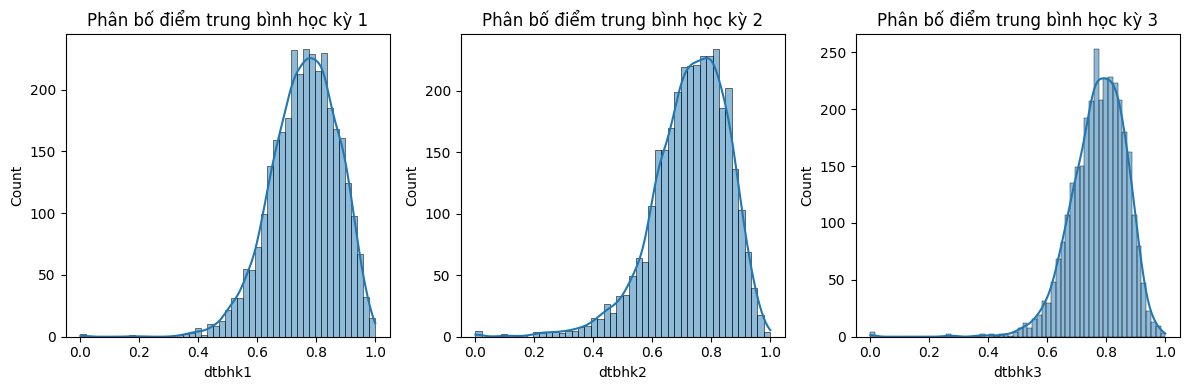 Phân bố điểm trung bình học kỳ 1
Count
200
150
100
50
0
0.0 0.2 0.4 0.6 0.8 1.0
dtbhk1
Phân bố điểm trung bình học kỳ 2
Count
200
150
100
50
0
0.0 0.2 0.4 0.6 0.8 1.0
dtbhk2
Phân bố điểm trung bình học kỳ 3
Count
250
200
150
100
50
0
0.0 0.2 0.4 0.6 0.8 1.0
dtbhk3